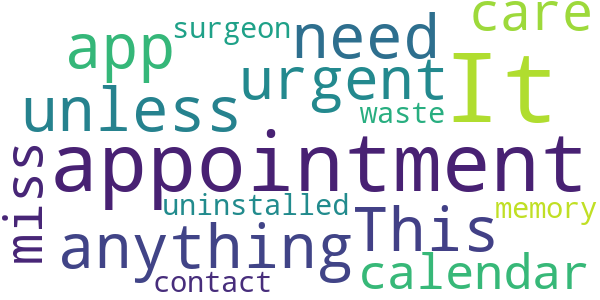 surgeon
care
app
need
It
urgent
unless
waste
appointment
miss
uninstalled
memory
This
anything
calendar
contact